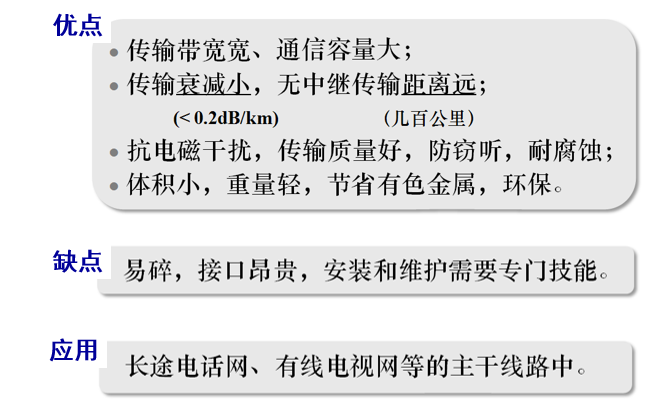 优点
传输带宽宽、通信容量大；
传输衰减小，无中继传输距离远；
(< 0.2dB/km) （几百公里）
抗电磁干扰，传输质量好，防窃听，耐腐蚀；
体积小，重量轻，节省有色金属，环保。
缺点
易碎，接口昂贵，安装和维护需要专门技能。
应用
长途电话网、有线电视网等的主干线路中。